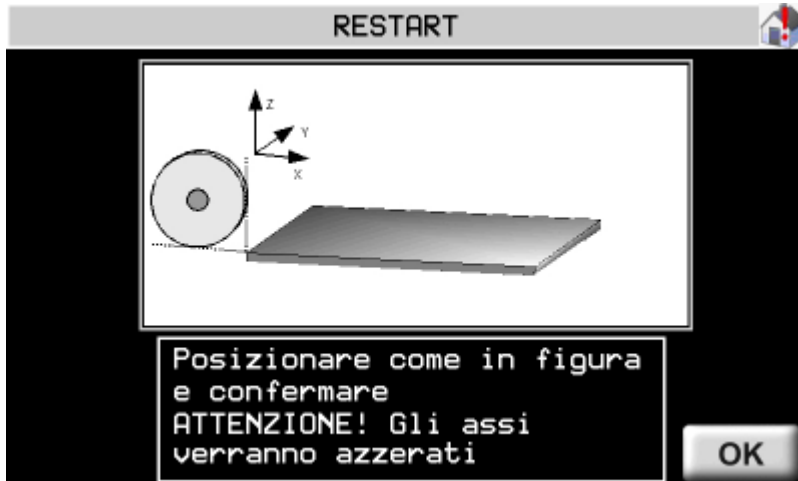 RESTART
Z
Y
X
Posizionare come in figura
e confermare
ATTENZIONE! Gli assi
verranno azzerati
OK